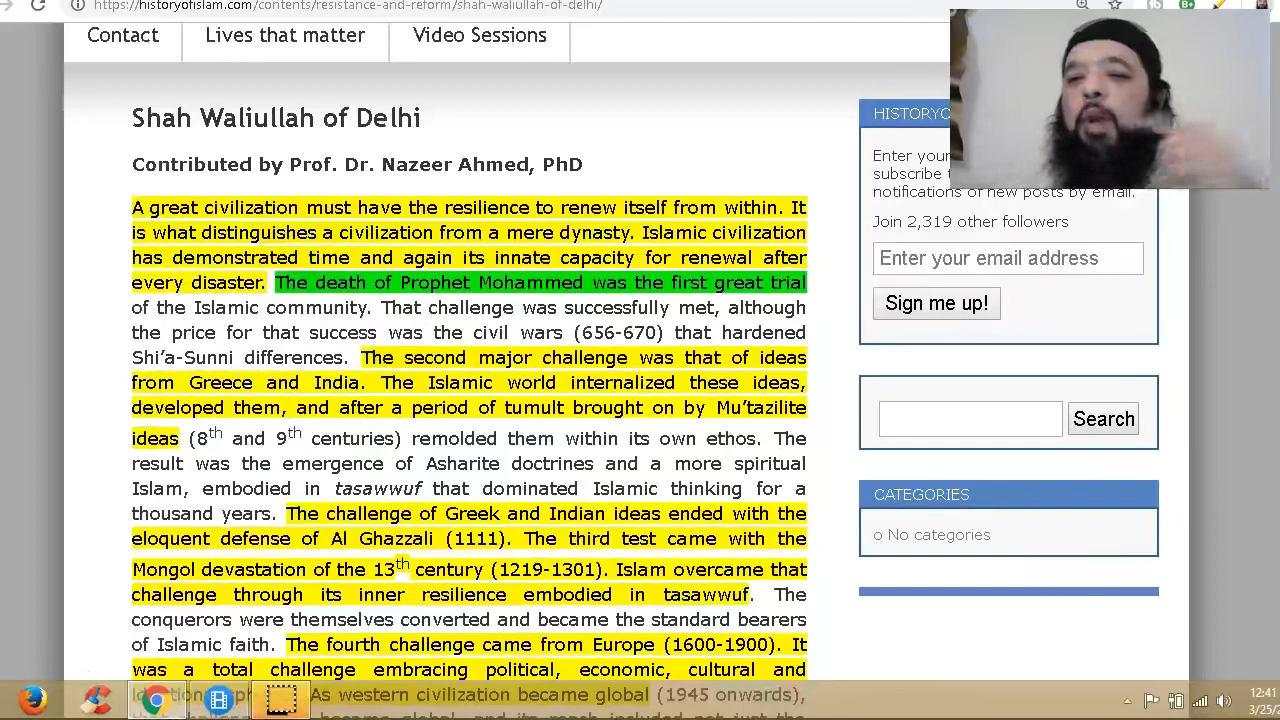 https://historyofislam.com/contents/resistance-and-reform/shah-waliullah-of-delhi/
Contact
Lives that matter
Video Sessions
Shah Waliullah of Delhi
Contributed by Prof. Dr. Nazeer Ahmed, PhD
A great civilization must have the resilience to renew itself from within. It
is what distinguishes a civilization from a mere dynasty. Islamic civilization
has demonstrated time and again its innate capacity for renewal after
every disaster. The death of Prophet Mohammed was the first great trial
of the Islamic community. That challenge was successfully met, although
the price for that success was the civil wars (656-670) that hardened
Shi’a-Sunni differences. The second major challenge was that of ideas
from Greece and India. The Islamic world internalized these ideas,
developed them, and after a period of tumult brought on by Mu’tazilite
ideas (8th and 9th centuries) remolded them within its own ethos. The
result was the emergence of Asharite doctrines and a more spiritual
Islam, embodied in tasawwuf that dominated Islamic thinking for a
thousand years. The challenge of Greek and Indian ideas ended with the
eloquent defense of Al Ghazzali (1111). The third test came with the
Mongol devastation of the 13th century (1219-1301). Islam overcame that
challenge through its inner resilience embodied in tasawwuf. The
conquerors were themselves converted and became the standard bearers
of Islamic faith. The fourth challenge came from Europe (1600-1900). It
was a total challenge embracing political, economic, cultural and
As western civilization became global (1945 onwards),
HISTORYO
Enter your
subscribe
notifications of new posts by email.
Join 2,319 other followers
Enter your email address
Sign me up!
Search
CATEGORIES
o No categories
12:41
3/25/2